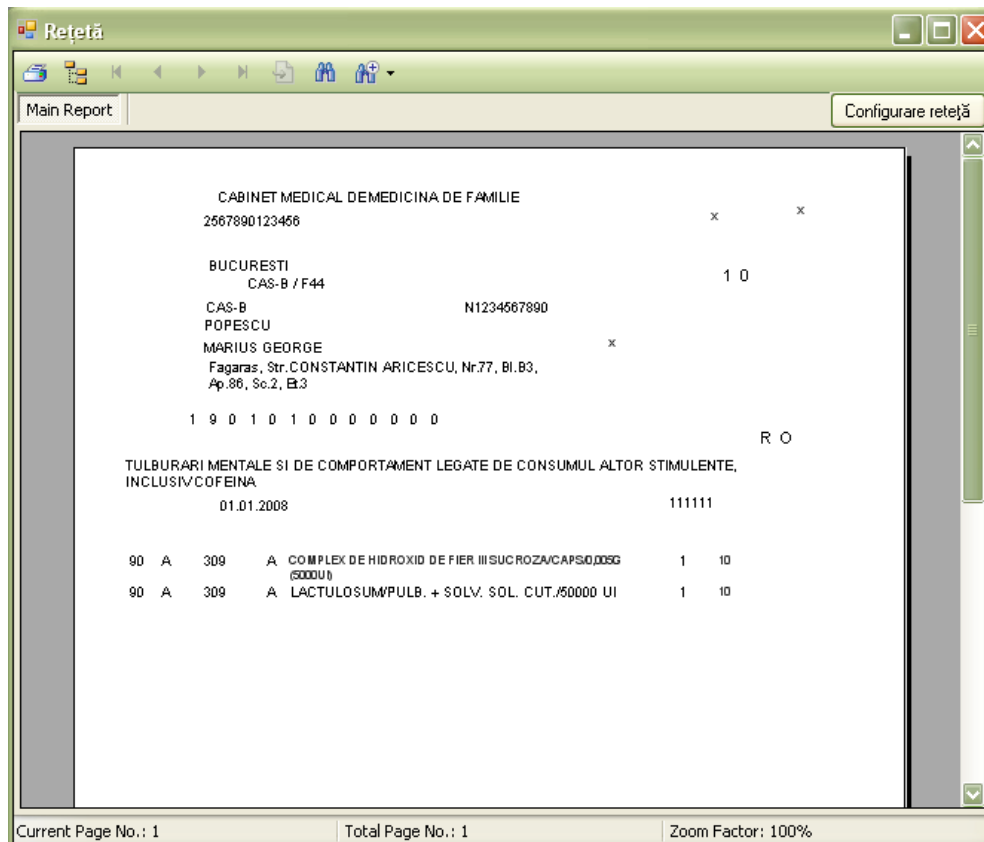 Rețetă
Main Report
Configurare rețetă
CABINET MEDICAL DE MEDICINA DE FAMILIE
2567890123456
x x
BUCURESTI
1 0
CAS-B / F44
CAS-B N1234567890
POPESCU
MARIUS GEORGE x
Fagaras, Str.CONSTANTIN ARICESCU, Nr.77, Bl.B3,
Ap.86, Sc.2, Et.3
1 9 0 1 0 1 0 0 0 0 0 0 0
R O
TULBURARI MENTALE SI DE COMPORTAMENT LEGATE DE CONSUMUL ALTOR STIMULENTE,
INCLUSIV COFEINA
01.01.2008 111111
90 A 309 A COMPLEX DE HIDROXID DE FIER III SUCROZA/CAPS/0,005G 1 10
(5000UI)
90 A 309 A LACTULOSUM/PULB. + SOLV. SOL. CUT./50000 UI 1 10
Current Page No.: 1 Total Page No.: 1 Zoom Factor: 100%